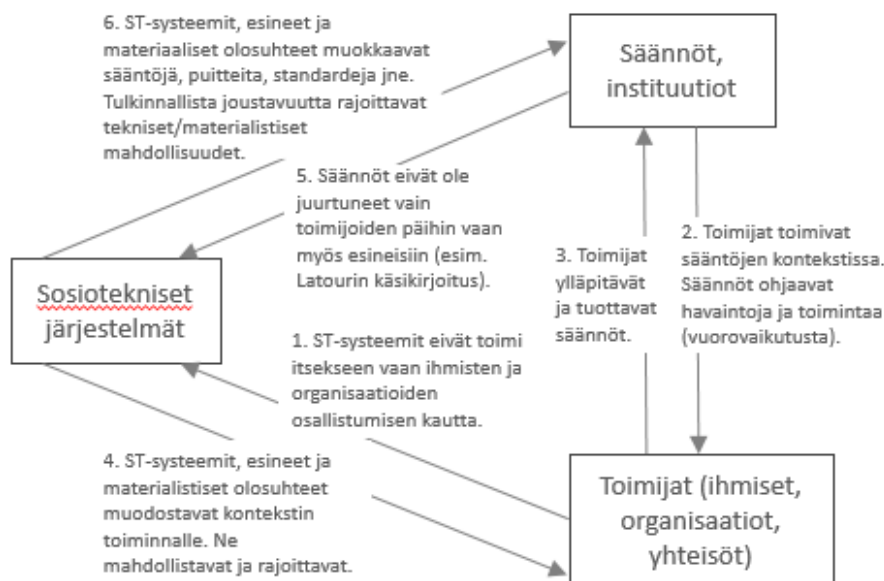 6. ST-systeemit, esineet ja
materiaaliset olosuhteet muokkaavat
sääntöjä, puitteita, standardeja jne.
Tulkinnallista joustavuutta rajoittavat
tekniset/materialistiset
mahdollisuudet.
Säännöt,
instituutiot
5. Säännöt eivät ole
juurtuneet vain
toimijoiden päihin vaan
myös esineisiin (esim.
Latourin käsikirjoitus).
3. Toimijat
ylläpitävät
ja tuottavat
säännöt.
2. Toimijat toimivat
sääntöjen kontekstissa.
Säännöt ohjaavat
havaintoja ja toimintaa
(vuorovaikutusta).
Sosiotekniset
järjestelmät
1. ST-systeemit eivät toimi
itsekseen vaan ihmisten ja
organisaatioiden
osallistumisen kautta.
4. ST-systeemit, esineet ja
materialistiset olosuhteet
muodostavat kontekstin
toiminnalle. Ne
mahdollistavat ja rajoittavat.
Toimijat (ihmiset,
organisaatiot,
yhteisöt)